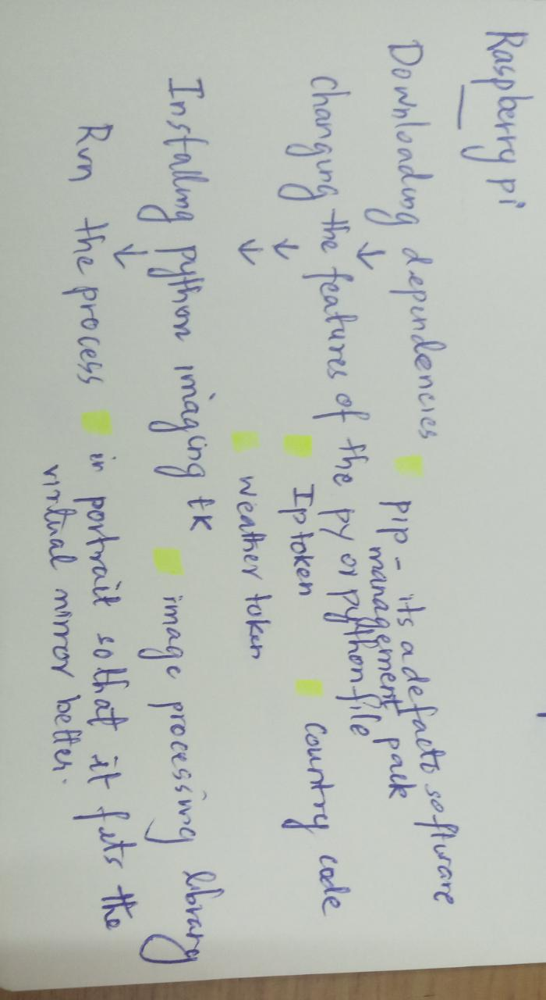 Raspberry pi
Downloading dependencies pip - its a defacto software
management pack
↓
changing the features of the py or python file
↓ Ip token country code
↓ weather token
Installing python imaging tk image processing library
↓
Run the process in portrait so that it fits the
virtual mirror better.